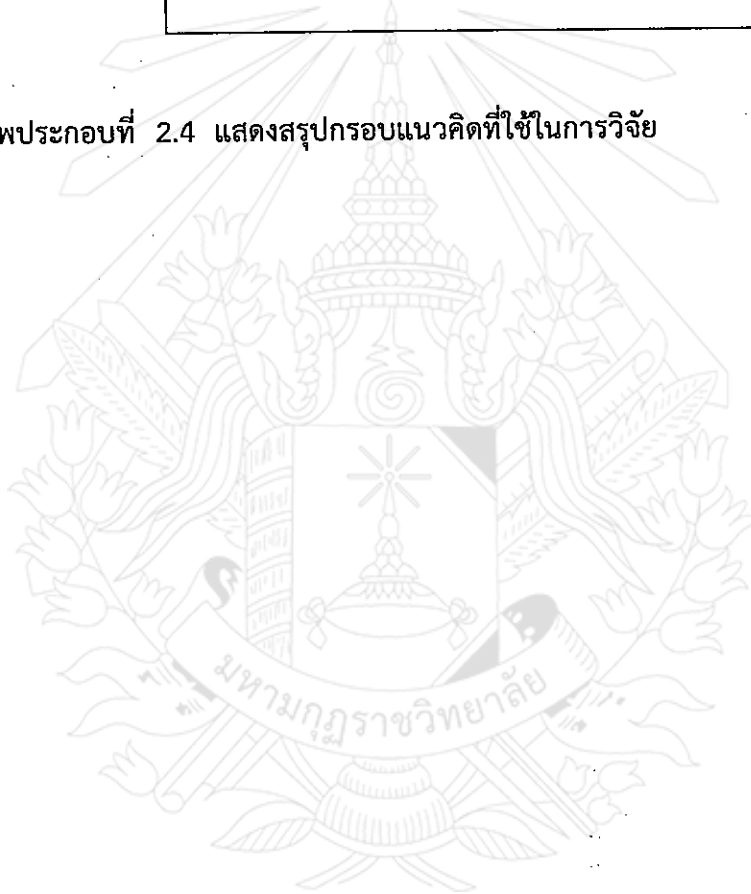 พประกอบที่ 2.4 แสดงสรุปกรอบแนวคิดที่ใช้ในการวิจัย
มหามกุฏราชวิทยาลัย